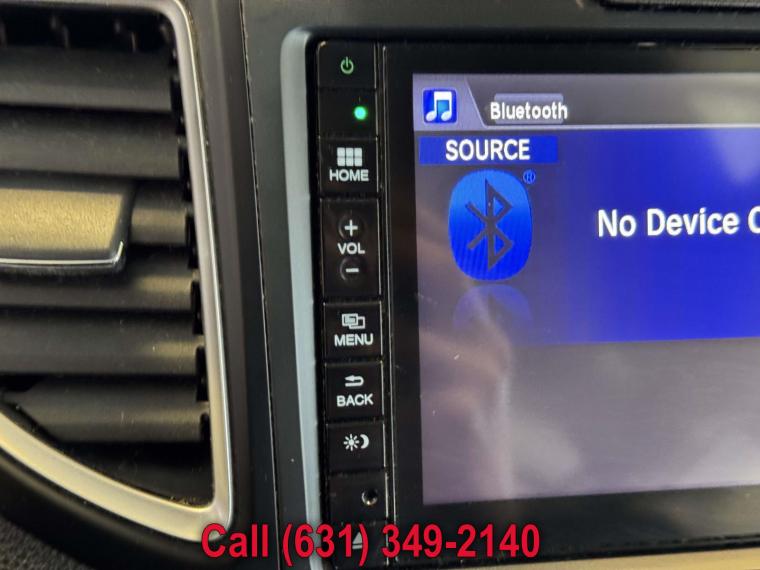 Bluetooth
SOURCE
®
No Device C
HOME
+
VOL
−
MENU
BACK
Call (631) 349-2140